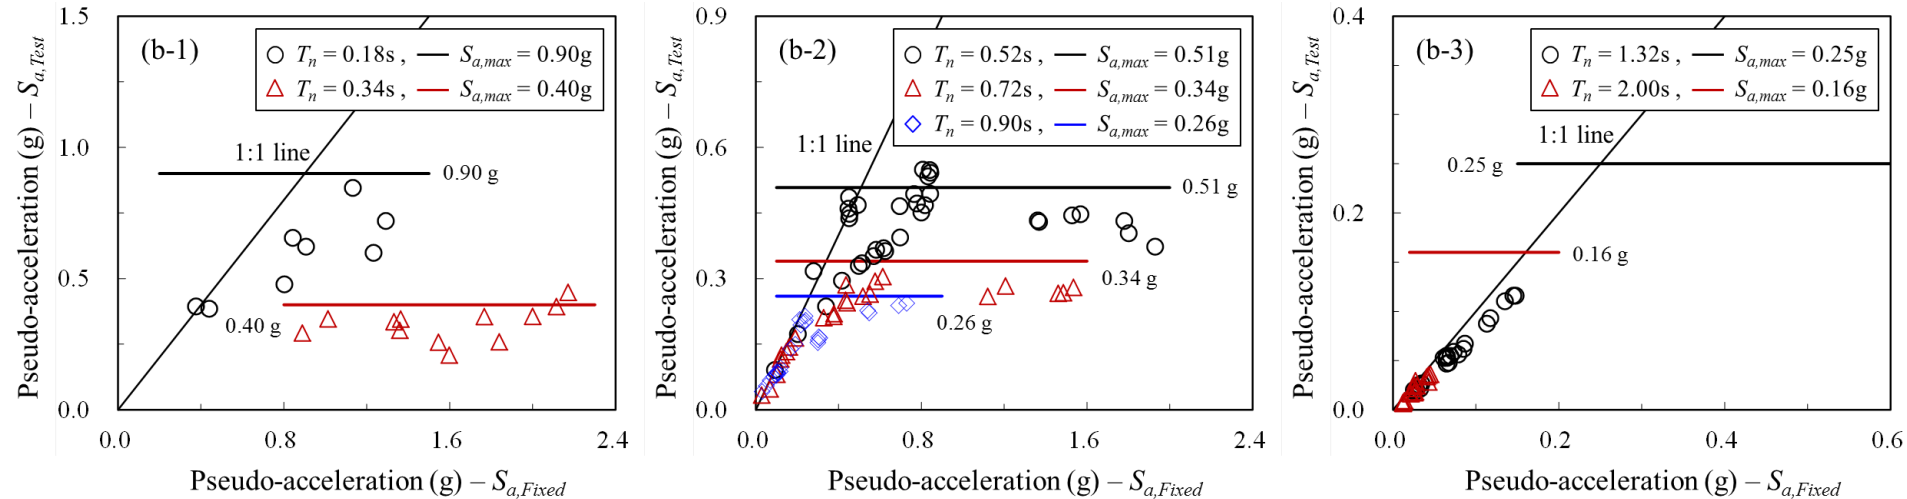 (b-1)
Tn = 0.18s , Sa,max = 0.90g
Tn = 0.34s , Sa,max = 0.40g
1:1 line
0.90 g
0.40 g
1.5
1.0
0.5
0.0
0.0 0.8 1.6 2.4
Pseudo-acceleration (g) – Sa,Test
Pseudo-acceleration (g) – Sa,Fixed
(b-2)
Tn = 0.52s , Sa,max = 0.51g
Tn = 0.72s , Sa,max = 0.34g
Tn = 0.90s , Sa,max = 0.26g
1:1 line
0.51 g
0.34 g
0.26 g
0.9
0.6
0.3
0.0
0.0 0.8 1.6 2.4
Pseudo-acceleration (g) – Sa,Test
Pseudo-acceleration (g) – Sa,Fixed
(b-3)
Tn = 1.32s , Sa,max = 0.25g
Tn = 2.00s , Sa,max = 0.16g
1:1 line
0.25 g
0.16 g
0.4
0.2
0.0
0.0 0.2 0.4 0.6
Pseudo-acceleration (g) – Sa,Test
Pseudo-acceleration (g) – Sa,Fixed